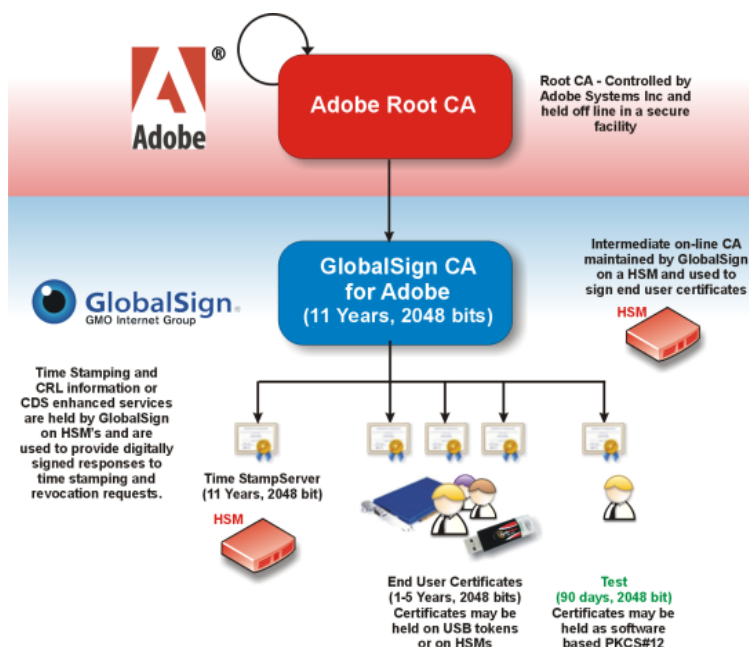 Adobe
®
Adobe Root CA
Root CA - Controlled by
Adobe Systems Inc and
held off line in a secure
facility
GlobalSign CA
for Adobe
(11 Years, 2048 bits)
Intermediate on-line CA
maintained by GlobalSign
on a HSM and used to
sign end user certificates
HSM
GlobalSign®
GMO Internet Group
Time Stamping and
CRL information or
CDS enhanced services
are held by GlobalSign
on HSM's and are
used to provide digitally
signed responses to
time stamping and
revocation requests.
Time StampServer
(11 Years, 2048 bit)
HSM
End User Certificates
(1-5 Years, 2048 bits)
Certificates may be
held on USB tokens
or on HSMs
Test
(90 days, 2048 bit)
Certificates may be
held as software
based PKCS#12